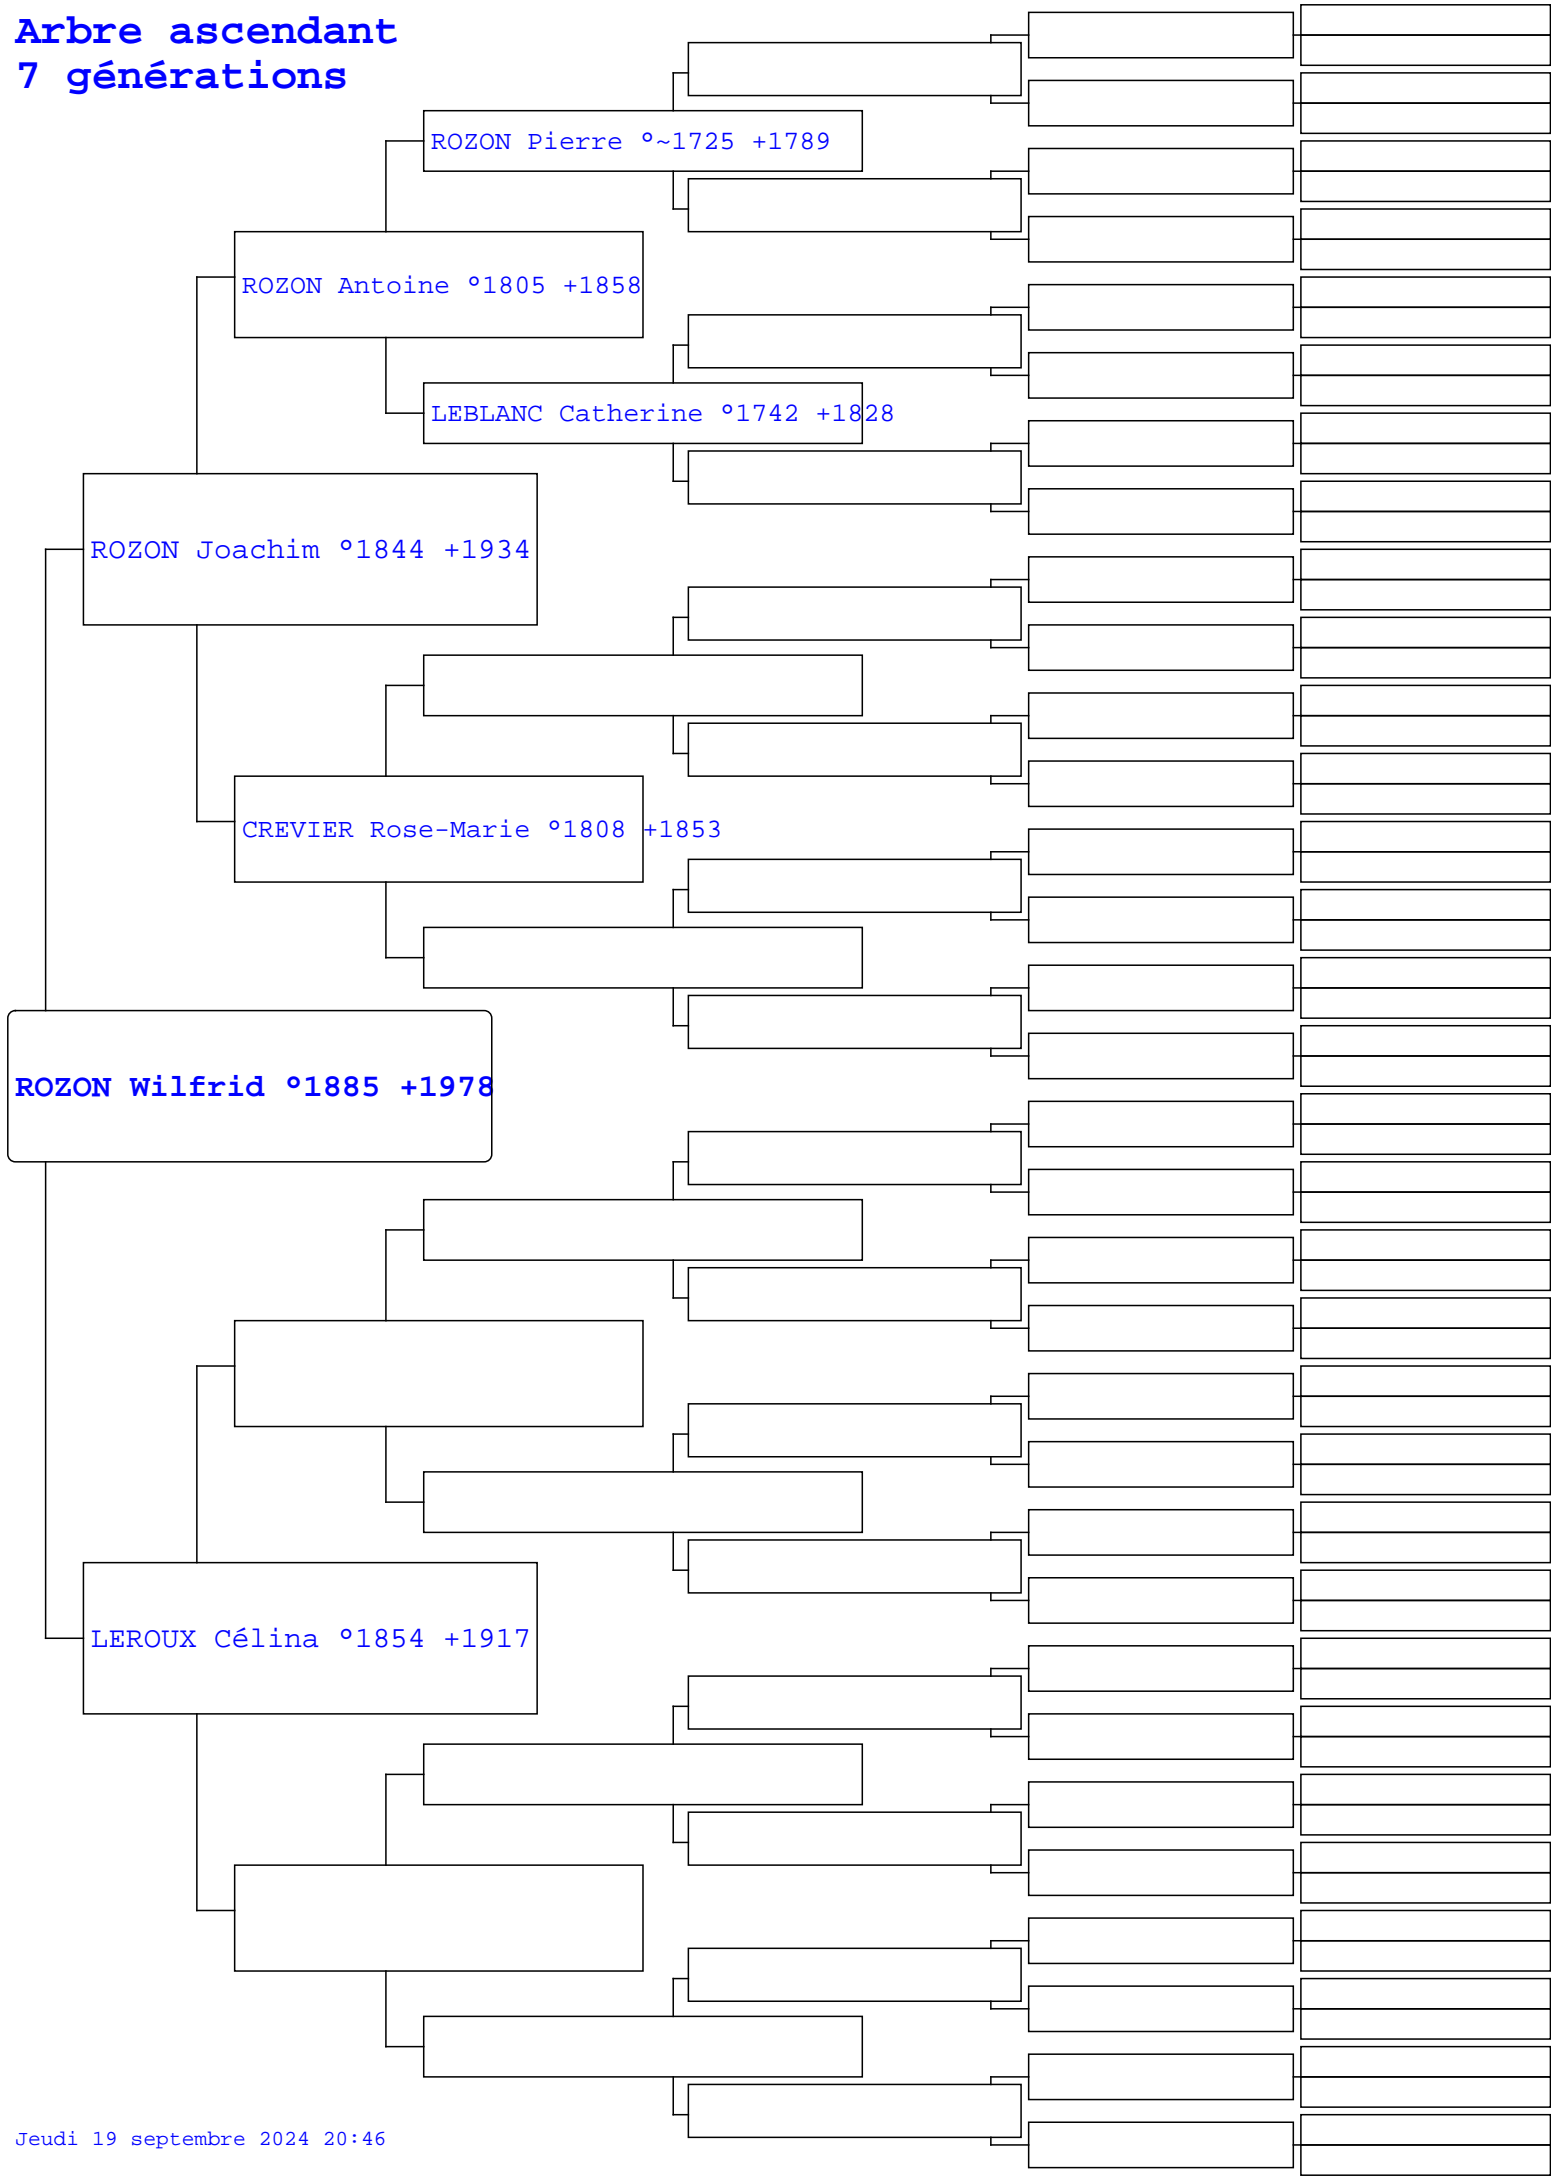 Arbre ascendant
7 générations
ROZON Pierre °~1725 +1789
ROZON Antoine °1805 +1858
LEBLANC Catherine °1742 +1828
ROZON Joachim °1844 +1934
CREVIER Rose-Marie °1808 +1853
ROZON Wilfrid °1885 +1978
LEROUX Célina °1854 +1917
Jeudi 19 septembre 2024 20:46